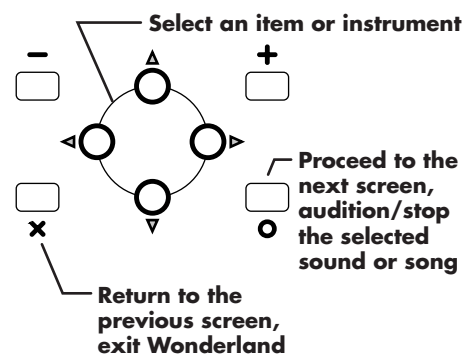 Select an item or instrument
− +
× ○
Proceed to the
next screen,
audition/stop
the selected
sound or song
Return to the
previous screen,
exit Wonderland